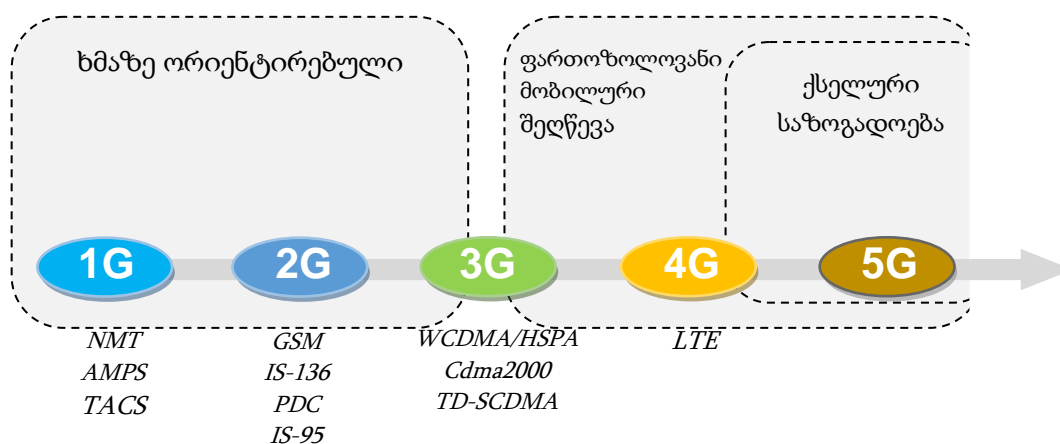 ხმაზე ორიენტირებული
ფართოზოლოვანი
მობილური
შეღწევა
ქსელური
საზოგადოება
1G
2G
3G
4G
5G
NMT
AMPS
TACS
GSM
IS-136
PDC
IS-95
WCDMA/HSPA
Cdma2000
TD-SCDMA
LTE